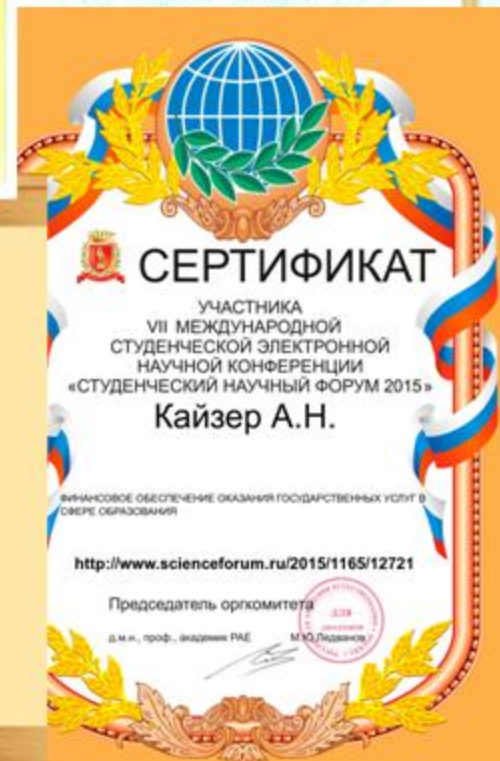 СЕРТИФИКАТ
УЧАСТНИКА
VII МЕЖДУНАРОДНОЙ
СТУДЕНЧЕСКОЙ ЭЛЕКТРОННОЙ
НАУЧНОЙ КОНФЕРЕНЦИИ
«СТУДЕНЧЕСКИЙ НАУЧНЫЙ ФОРУМ 2015»
Кайзер А.Н.
ФИНАНСОВОЕ ОБЕСПЕЧЕНИЕ ОКАЗАНИЯ ГОСУДАРСТВЕННЫХ УСЛУГ В
СФЕРЕ ОБРАЗОВАНИЯ
http://www.scienceforum.ru/2015/1165/12721
Председатель оргкомитета
д.м.н., проф., академик РАЕ М.Ю.Ледванов
ДЛЯ